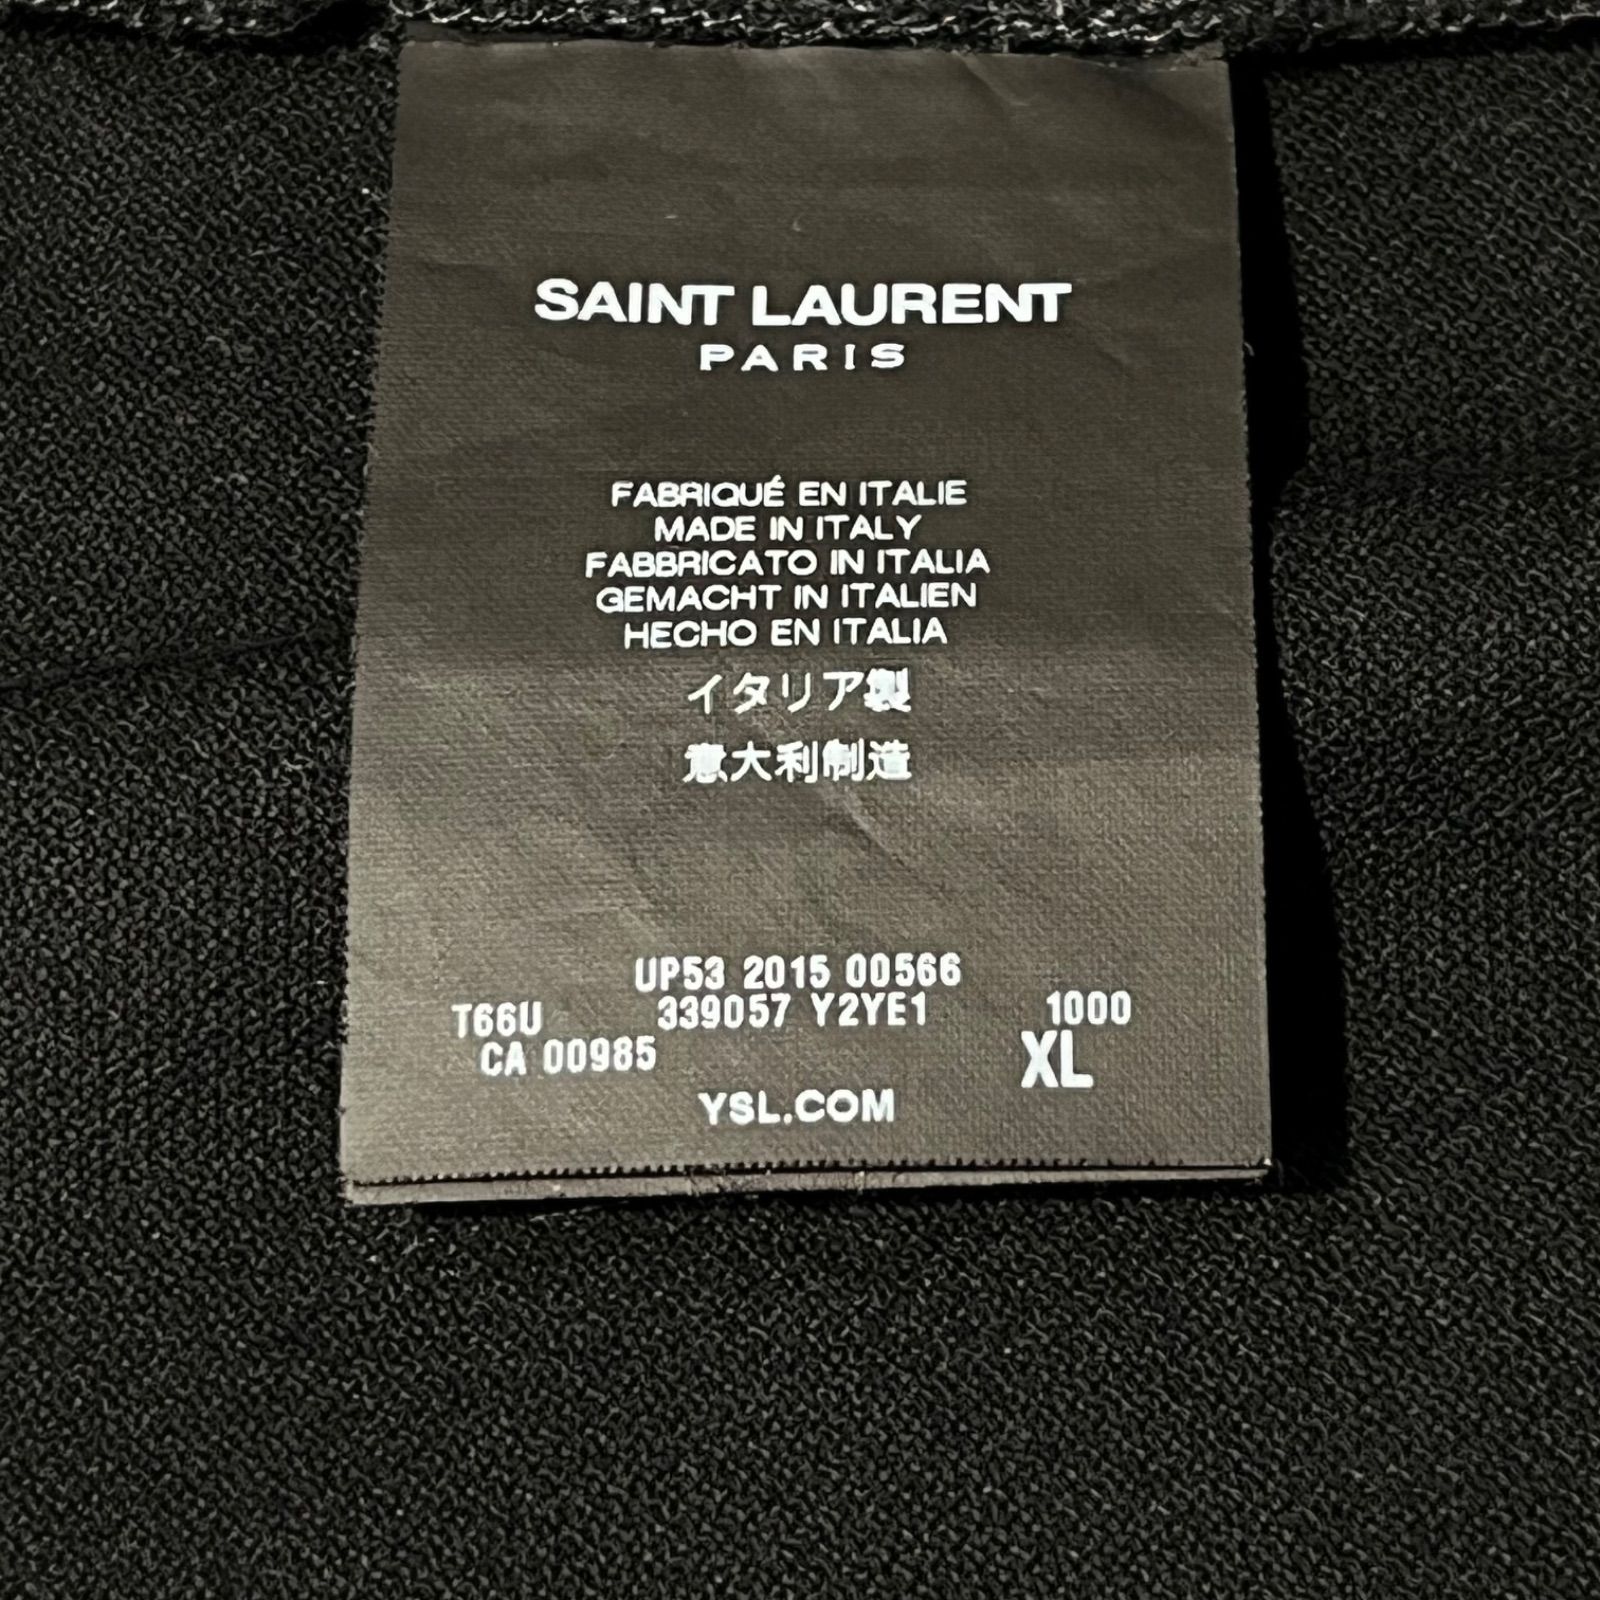 SAINT LAURENT
PARIS
FABRIQUÉ EN ITALIE
MADE IN ITALY
FABBRICATO IN ITALIA
GEMACHT IN ITALIEN
HECHO EN ITALIA
イタリア製
意大利制造
UP53 2015 00566
T66U 339057 Y2YE1 1000
CA 00985 XL
YSL.COM